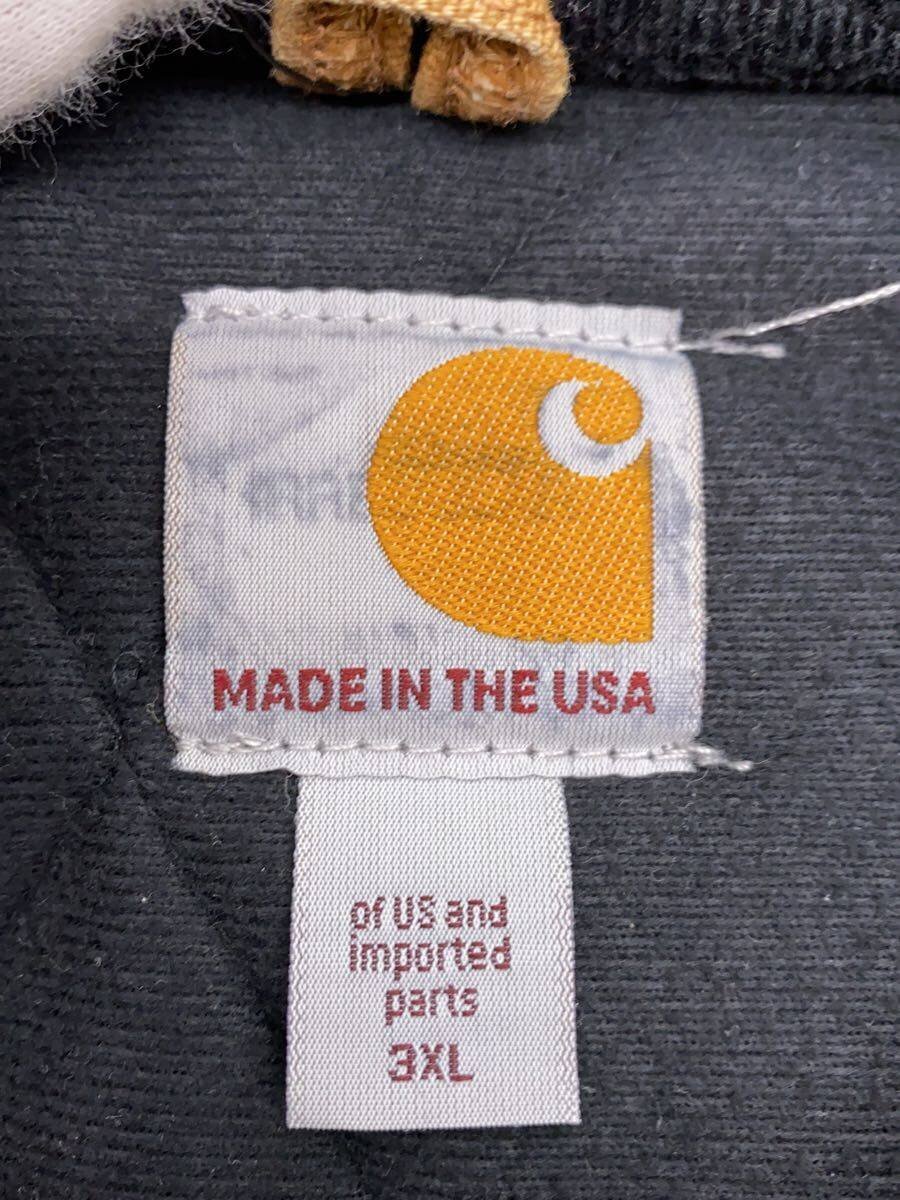 MADE IN THE USA
of US and
imported
parts
3XL